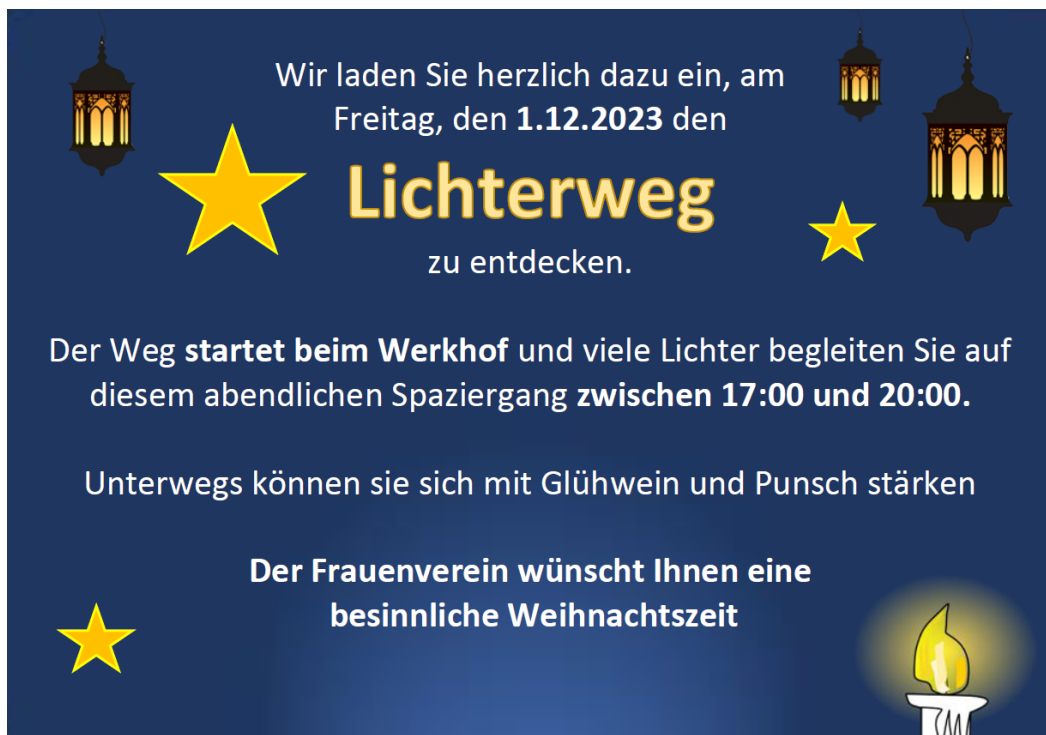 Wir laden Sie herzlich dazu ein, am
Freitag, den 1.12.2023 den
Lichterweg
zu entdecken.
Der Weg startet beim Werkhof und viele Lichter begleiten Sie auf
diesem abendlichen Spaziergang zwischen 17:00 und 20:00.
Unterwegs können sie sich mit Glühwein und Punsch stärken
Der Frauenverein wünscht Ihnen eine
besinnliche Weihnachtszeit